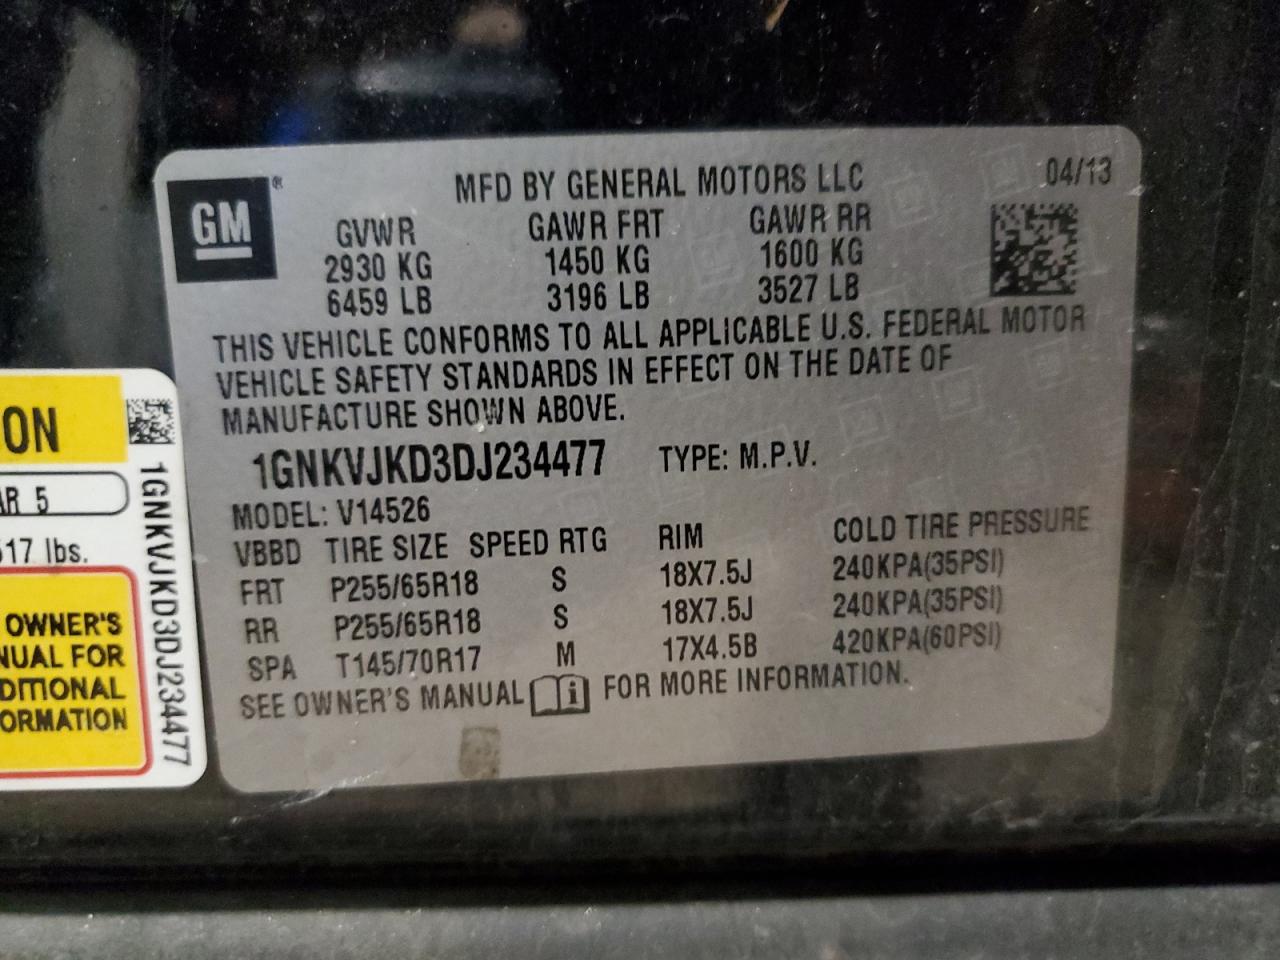 GM ®
MFD BY GENERAL MOTORS LLC 04/13
GVWR GAWR FRT GAWR RR
2930 KG 1450 KG 1600 KG
6459 LB 3196 LB 3527 LB
THIS VEHICLE CONFORMS TO ALL APPLICABLE U.S. FEDERAL MOTOR
VEHICLE SAFETY STANDARDS IN EFFECT ON THE DATE OF
MANUFACTURE SHOWN ABOVE.
1GNKVJKD3DJ234477 TYPE: M.P.V.
MODEL: V14526
VBBD TIRE SIZE SPEED RTG RIM COLD TIRE PRESSURE
FRT P255/65R18 S 18X7.5J 240KPA(35PSI)
RR P255/65R18 S 18X7.5J 240KPA(35PSI)
SPA T145/70R17 M 17X4.5B 420KPA(60PSI)
SEE OWNER'S MANUAL i FOR MORE INFORMATION.
ON
AR 5
517 lbs.
OWNER'S
NUAL FOR
DITIONAL
ORMATION
1GNKVJKD3DJ234477